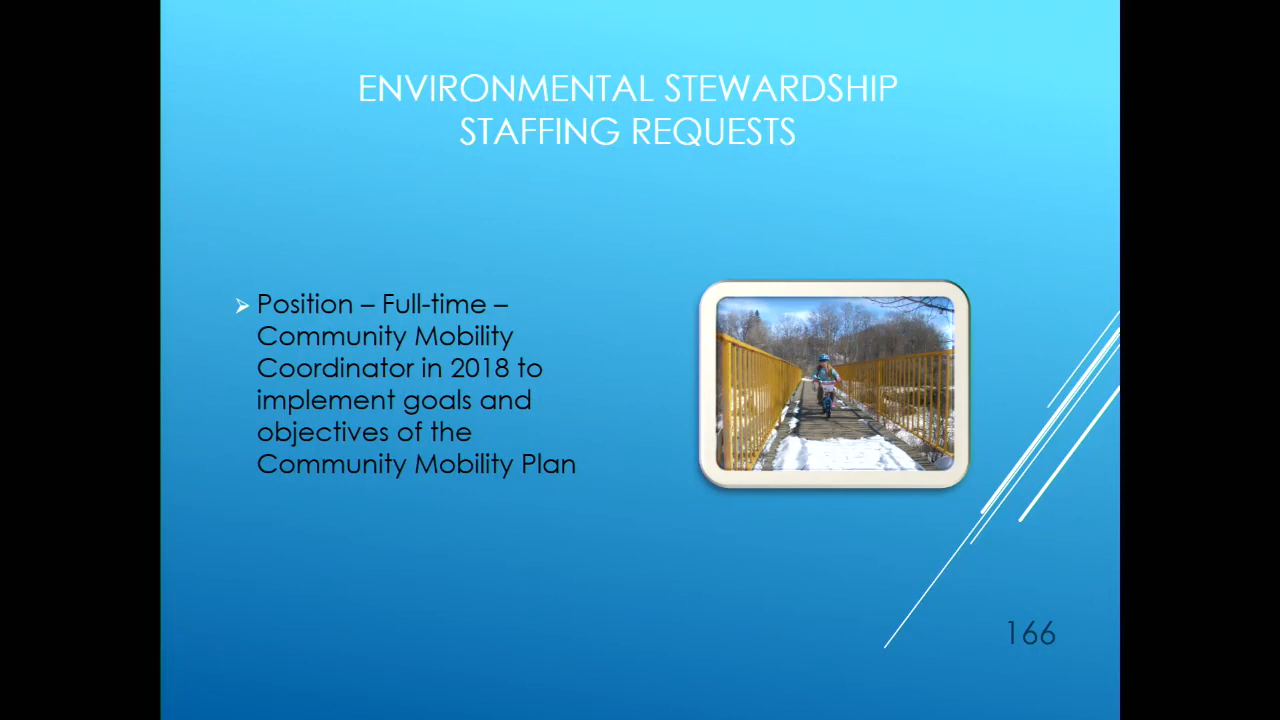 ENVIRONMENTAL STEWARDSHIP
STAFFING REQUESTS
Position – Full-time –
Community Mobility
Coordinator in 2018 to
implement goals and
objectives of the
Community Mobility Plan
166